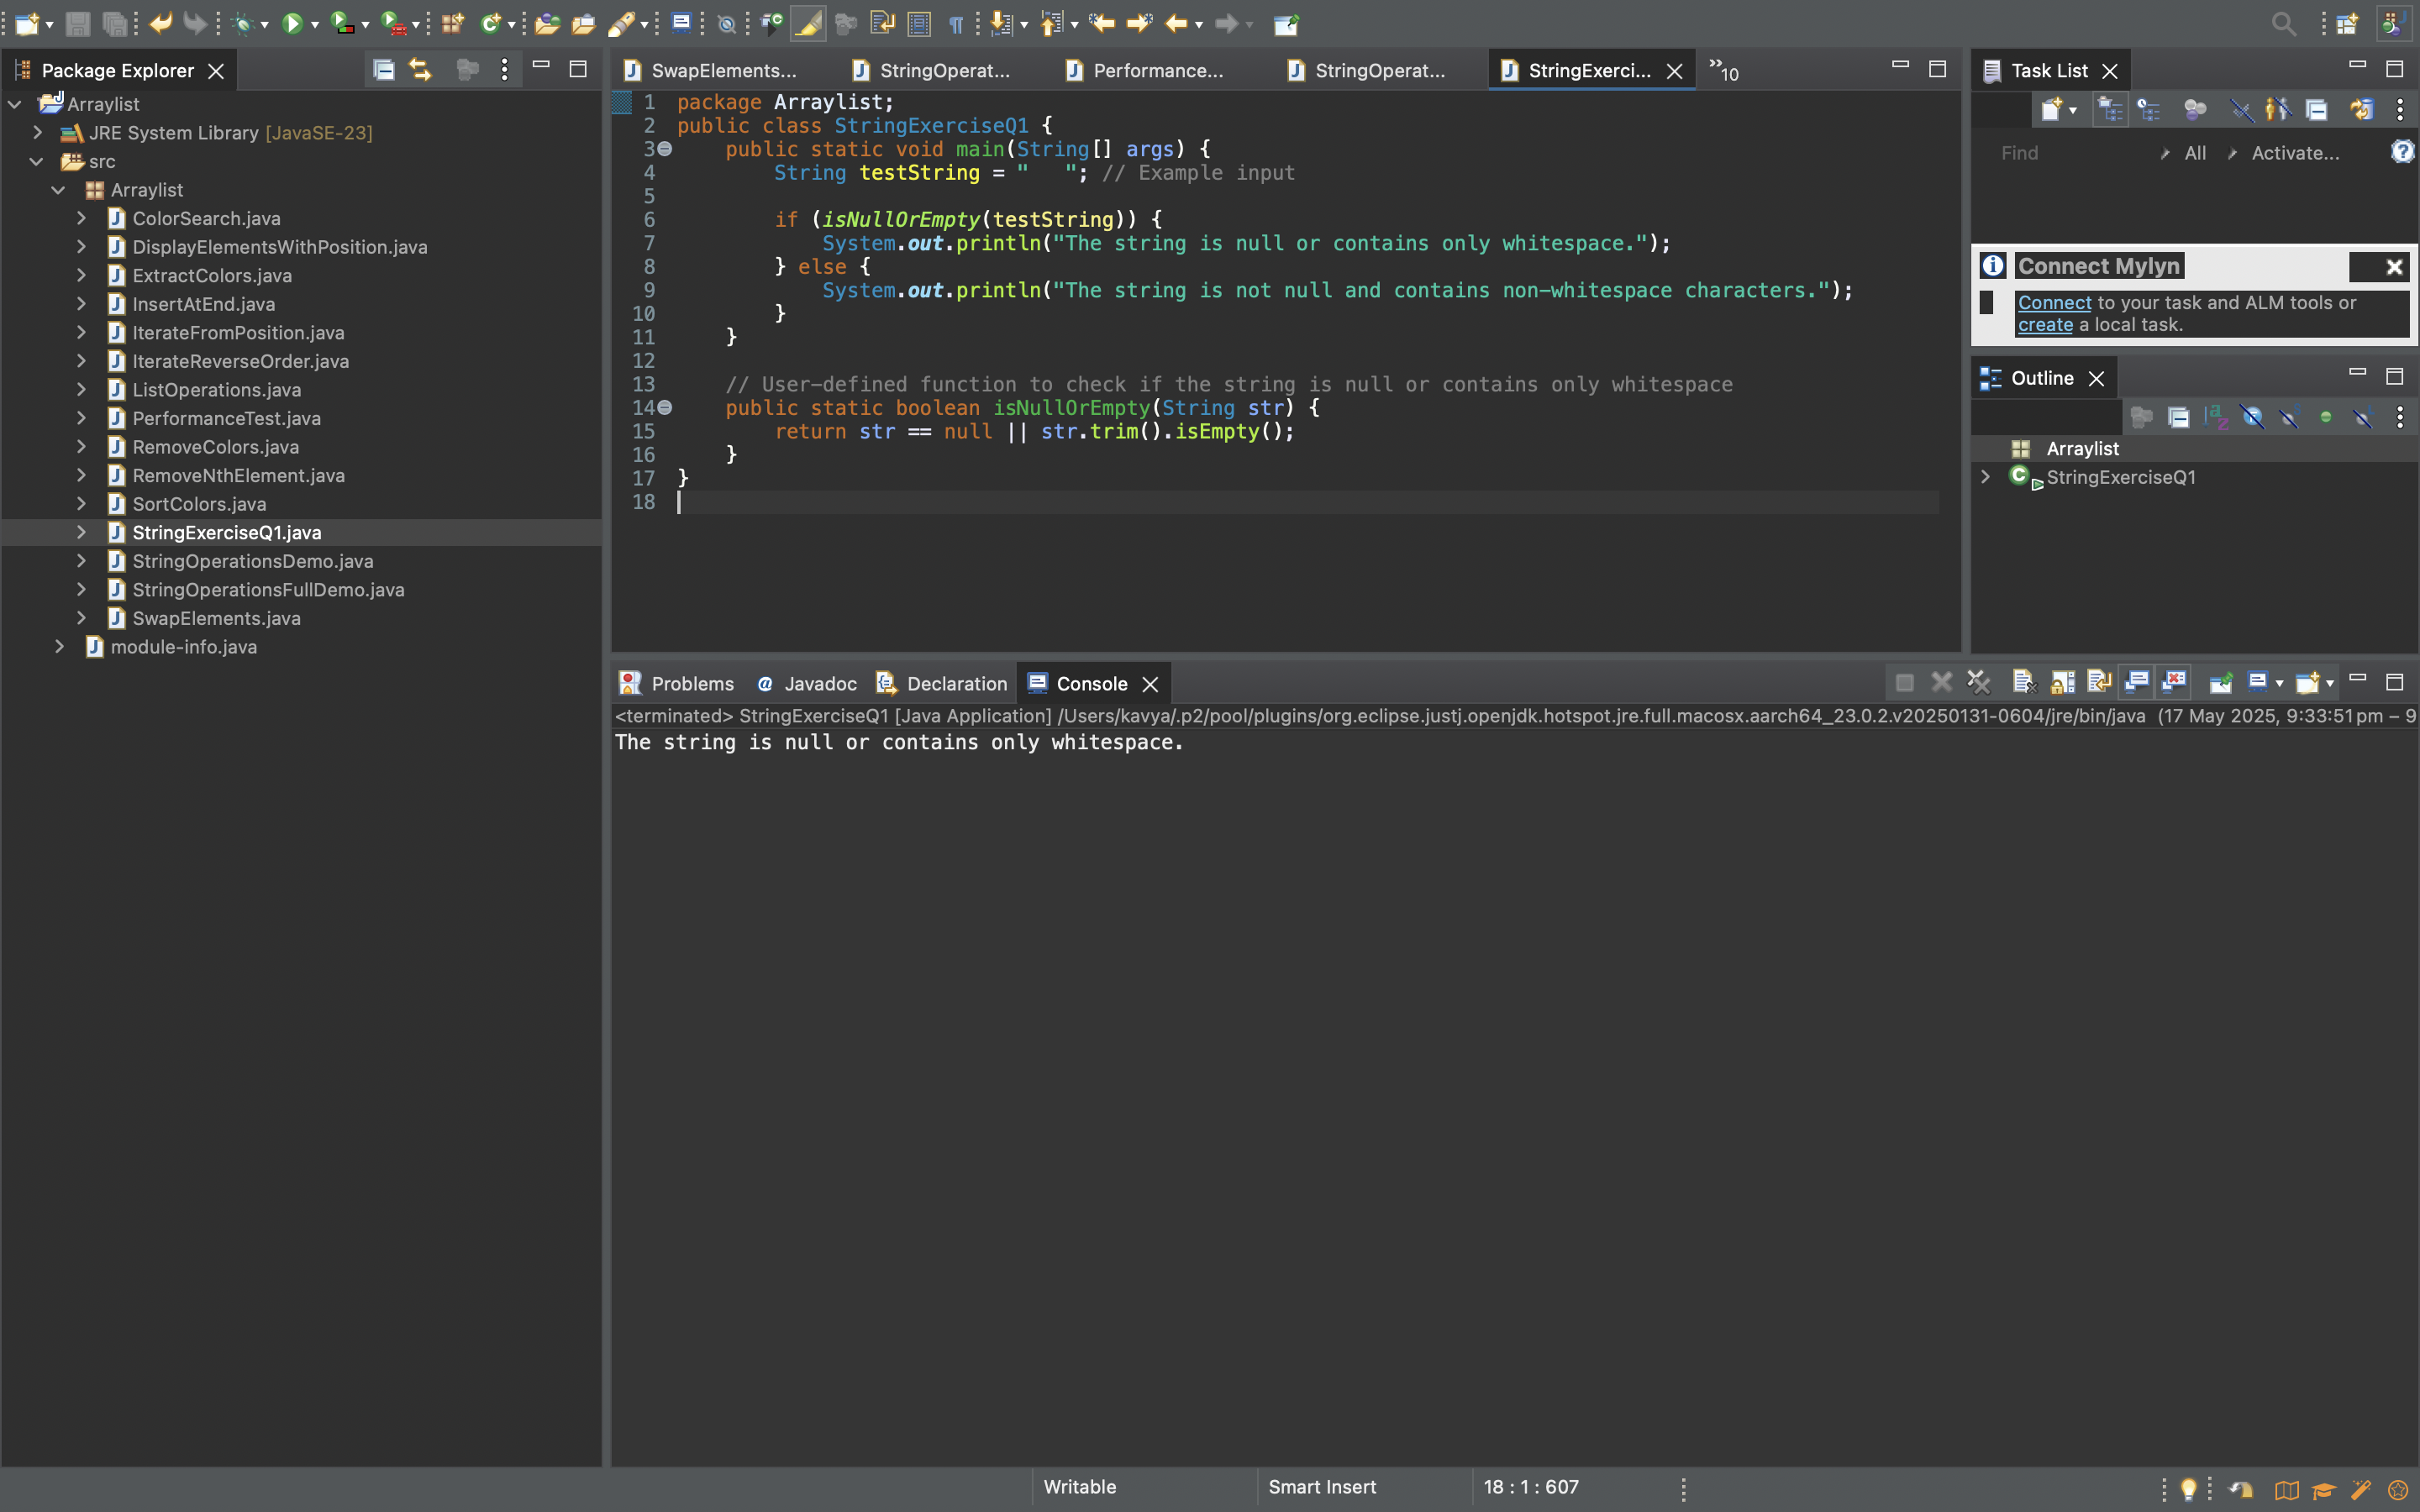 Package Explorer
Arraylist
JRE System Library [JavaSE-23]
src
Arraylist
ColorSearch.java
DisplayElementsWithPosition.java
ExtractColors.java
InsertAtEnd.java
IterateFromPosition.java
IterateReverseOrder.java
ListOperations.java
PerformanceTest.java
RemoveColors.java
RemoveNthElement.java
SortColors.java
StringExerciseQ1.java
StringOperationsDemo.java
StringOperationsFullDemo.java
SwapElements.java
module-info.java
SwapElements... StringOperat... Performance... StringOperat... StringExerci... »10
1 package Arraylist;
2 public class StringExerciseQ1 {
3 public static void main(String[] args) {
4 String testString = "   "; // Example input
5
6 if (isNullOrEmpty(testString)) {
7 System.out.println("The string is null or contains only whitespace.");
8 } else {
9 System.out.println("The string is not null and contains non-whitespace characters.");
10 }
11 }
12
13 // User-defined function to check if the string is null or contains only whitespace
14 public static boolean isNullOrEmpty(String str) {
15 return str == null || str.trim().isEmpty();
16 }
17 }
18
Task List
Find All Activate...
Connect Mylyn
Connect to your task and ALM tools or
create a local task.
Outline
Arraylist
StringExerciseQ1
Problems Javadoc Declaration Console
<terminated> StringExerciseQ1 [Java Application] /Users/kavya/.p2/pool/plugins/org.eclipse.justj.openjdk.hotspot.jre.full.macosx.aarch64_23.0.2.v20250131-0604/jre/bin/java (17 May 2025, 9:33:51 pm – 9
The string is null or contains only whitespace.
Writable Smart Insert 18 : 1 : 607